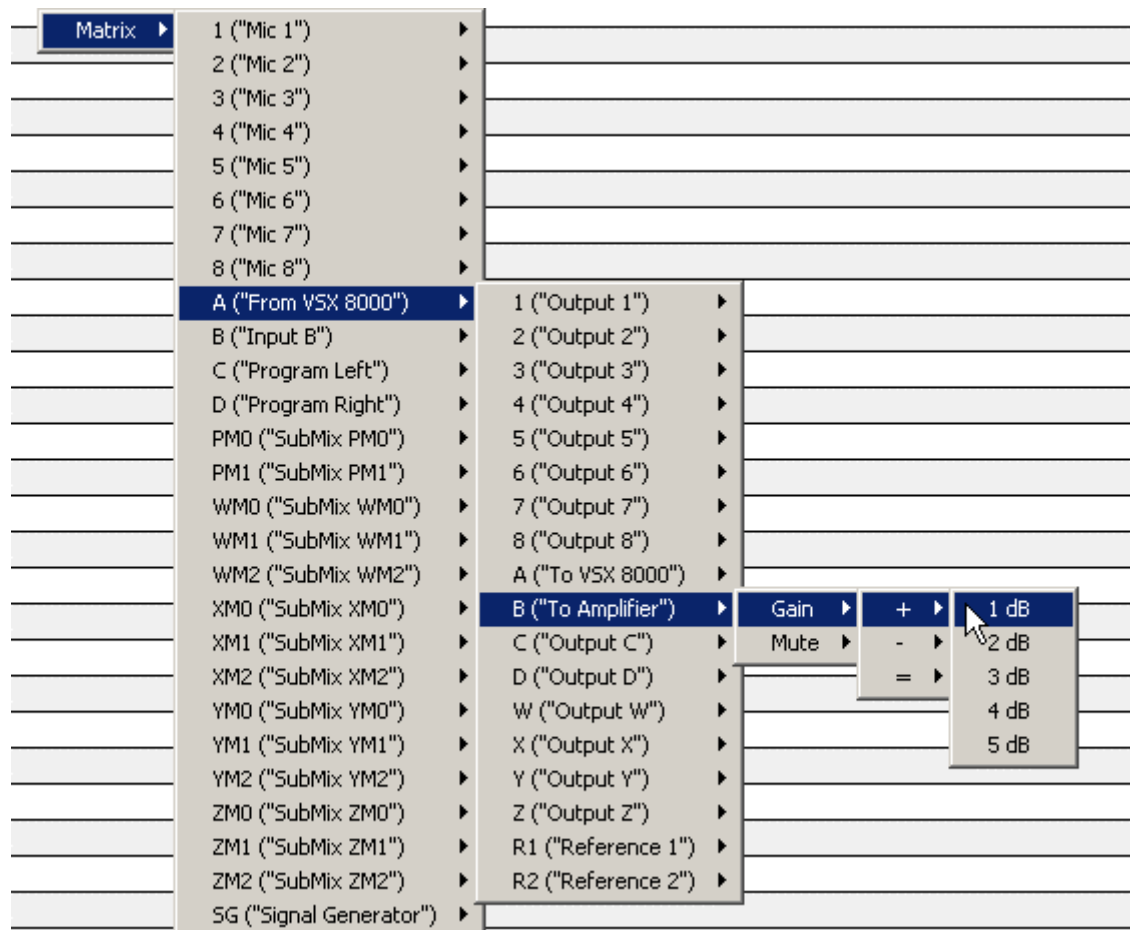 Matrix
1 ("Mic 1")
2 ("Mic 2")
3 ("Mic 3")
4 ("Mic 4")
5 ("Mic 5")
6 ("Mic 6")
7 ("Mic 7")
8 ("Mic 8")
A ("From VSX 8000")
B ("Input B")
C ("Program Left")
D ("Program Right")
PM0 ("SubMix PM0")
PM1 ("SubMix PM1")
WM0 ("SubMix WM0")
WM1 ("SubMix WM1")
WM2 ("SubMix WM2")
XM0 ("SubMix XM0")
XM1 ("SubMix XM1")
XM2 ("SubMix XM2")
YM0 ("SubMix YM0")
YM1 ("SubMix YM1")
YM2 ("SubMix YM2")
ZM0 ("SubMix ZM0")
ZM1 ("SubMix ZM1")
ZM2 ("SubMix ZM2")
SG ("Signal Generator")
1 ("Output 1")
2 ("Output 2")
3 ("Output 3")
4 ("Output 4")
5 ("Output 5")
6 ("Output 6")
7 ("Output 7")
8 ("Output 8")
A ("To VSX 8000")
B ("To Amplifier")
C ("Output C")
D ("Output D")
W ("Output W")
X ("Output X")
Y ("Output Y")
Z ("Output Z")
R1 ("Reference 1")
R2 ("Reference 2")
Gain
Mute
+
-
=
1 dB
2 dB
3 dB
4 dB
5 dB